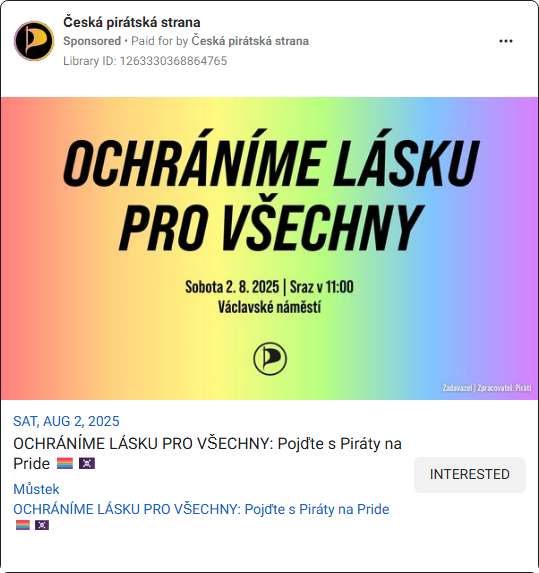 Česká pirátská strana
Sponsored • Paid for by Česká pirátská strana
Library ID: 1263330368864765
OCHRÁNÍME LÁSKU
PRO VŠECHNY
Sobota 2. 8. 2025 | Sraz v 11:00
Václavské náměstí
Zadavatel | Zpracovatel: Piráti
SAT, AUG 2, 2025
OCHRÁNÍME LÁSKU PRO VŠECHNY: Pojďte s Piráty na
Pride
INTERESTED
Můstek
OCHRÁNÍME LÁSKU PRO VŠECHNY: Pojďte s Piráty na Pride